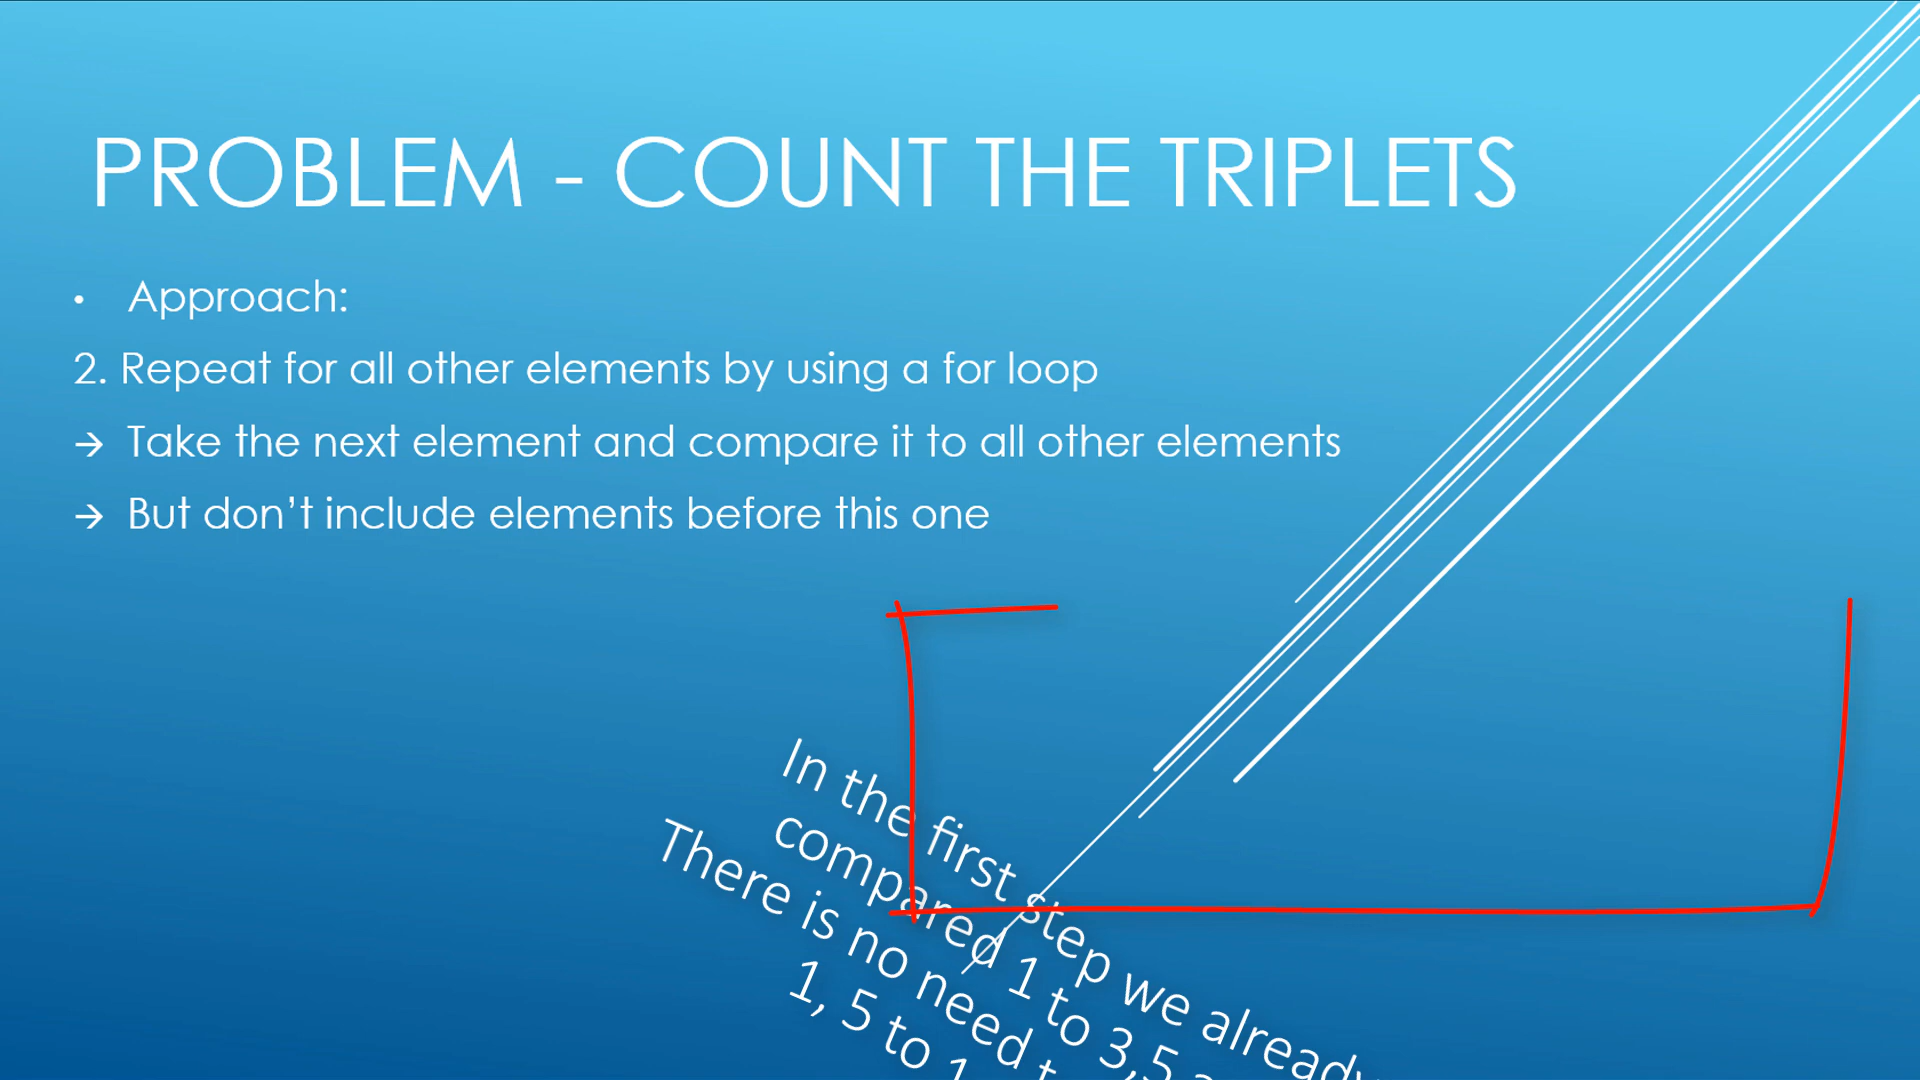 PROBLEM - COUNT THE TRIPLETS
• Approach:
2. Repeat for all other elements by using a for loop
→ Take the next element and compare it to all other elements
→ But don’t include elements before this one
In the first step we already
compared 1 to 3,5
There is no need
1, 5 to 1